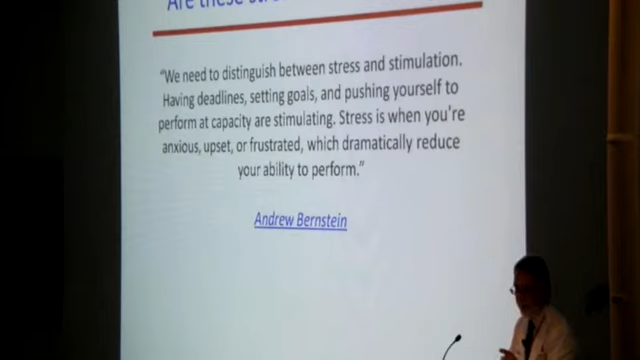 Are these
"We need to distinguish between stress and stimulation.
Having deadlines, setting goals, and pushing yourself to
perform at capacity are stimulating. Stress is when you're
anxious, upset, or frustrated, which dramatically reduce
your ability to perform."
Andrew Bernstein